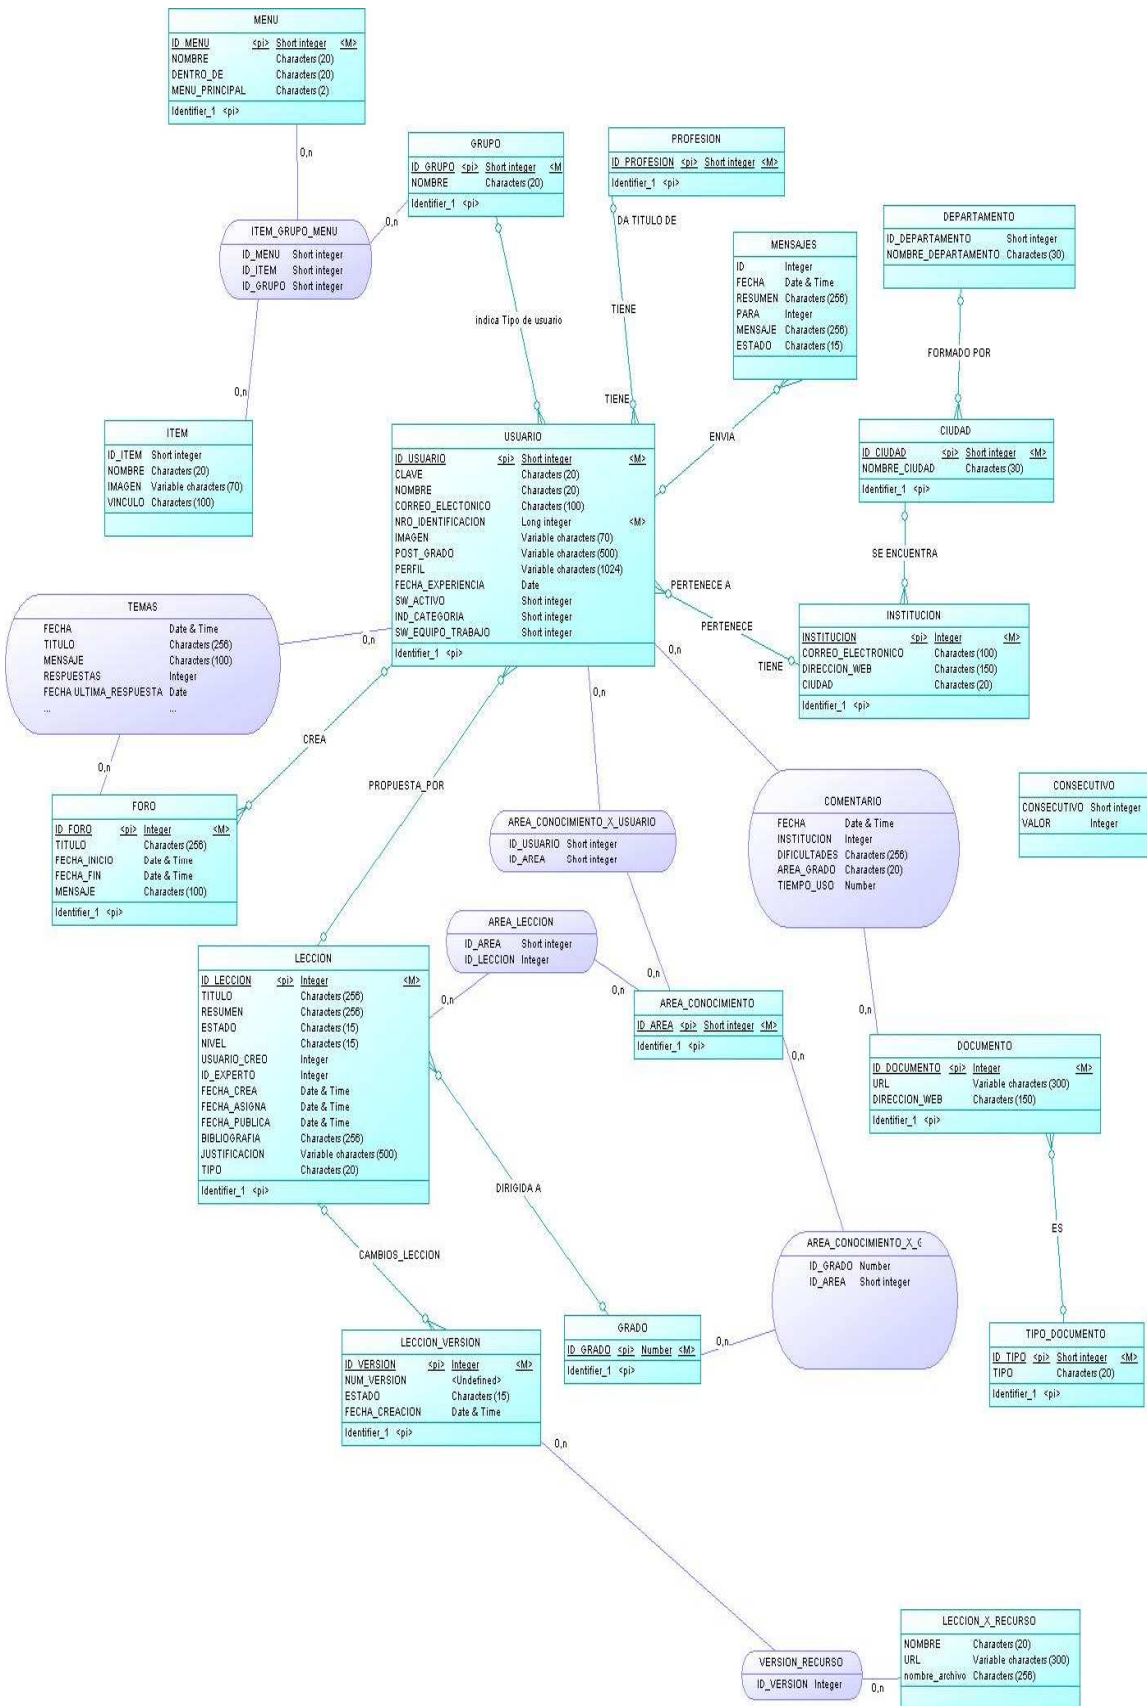 MENU
ID_MENU <pi> Short integer <M>
NOMBRE Characters (20)
DENTRO_DE Characters (20)
MENU_PRINCIPAL Characters (2)
Identifier_1 <pi>
0,n
GRUPO
ID_GRUPO <pi> Short integer <M
NOMBRE Characters (20)
Identifier_1 <pi>
0,n
PROFESION
ID_PROFESION <pi> Short integer <M>
Identifier_1 <pi>
DA TITULO DE
TIENE
TIENE
ITEM_GRUPO_MENU
ID_MENU Short integer
ID_ITEM Short integer
ID_GRUPO Short integer
0,n
indica Tipo de usuario
MENSAJES
ID Integer
FECHA Date & Time
RESUMEN Characters (256)
PARA Integer
MENSAJE Characters (256)
ESTADO Characters (15)
ENVIA
DEPARTAMENTO
ID_DEPARTAMENTO Short integer
NOMBRE_DEPARTAMENTO Characters (30)
FORMADO POR
CIUDAD
ID_CIUDAD <pi> Short integer <M>
NOMBRE_CIUDAD Characters (30)
Identifier_1 <pi>
SE ENCUENTRA
ITEM
ID_ITEM Short integer
NOMBRE Characters (20)
IMAGEN Variable characters (70)
VINCULO Characters (100)
USUARIO
ID_USUARIO <pi> Short integer <M>
CLAVE Characters (20)
NOMBRE Characters (20)
CORREO_ELECTONICO Characters (100)
NRO_IDENTIFICACION Long integer <M>
IMAGEN Variable characters (70)
POST_GRADO Variable characters (500)
PERFIL Variable characters (1024)
FECHA_EXPERIENCIA Date
SW_ACTIVO Short integer
IND_CATEGORIA Short integer
SW_EQUIPO_TRABAJO Short integer
Identifier_1 <pi>
PERTENECE A
PERTENECE
TIENE
INSTITUCION
INSTITUCION <pi> Integer <M>
CORREO_ELECTRONICO Characters (100)
DIRECCION_WEB Characters (150)
CIUDAD Characters (20)
Identifier_1 <pi>
TEMAS
FECHA Date & Time
TITULO Characters (256)
MENSAJE Characters (100)
RESPUESTAS Integer
FECHA ULTIMA_RESPUESTA Date
... ...
0,n
0,n
0,n
0,n
CREA
PROPUESTA_POR
FORO
ID_FORO <pi> Integer <M>
TITULO Characters (256)
FECHA_INICIO Date & Time
FECHA_FIN Date & Time
MENSAJE Characters (100)
Identifier_1 <pi>
AREA_CONOCIMIENTO_X_USUARIO
ID_USUARIO Short integer
ID_AREA Short integer
0,n
COMENTARIO
FECHA Date & Time
INSTITUCION Integer
DIFICULTADES Characters (256)
AREA_GRADO Characters (20)
TIEMPO_USO Number
0,n
CONSECUTIVO
CONSECUTIVO Short integer
VALOR Integer
AREA_LECCION
ID_AREA Short integer
ID_LECCION Integer
0,n
0,n
LECCION
ID_LECCION <pi> Integer <M>
TITULO Characters (256)
RESUMEN Characters (256)
ESTADO Characters (15)
NIVEL Characters (15)
USUARIO_CREO Integer
ID_EXPERTO Integer
FECHA_CREA Date & Time
FECHA_ASIGNA Date & Time
FECHA_PUBLICA Date & Time
BIBLIOGRAFIA Characters (256)
JUSTIFICACION Variable characters (500)
TIPO Characters (20)
Identifier_1 <pi>
AREA_CONOCIMIENTO
ID_AREA <pi> Short integer <M>
Identifier_1 <pi>
0,n
DOCUMENTO
ID_DOCUMENTO <pi> Integer <M>
URL Variable characters (300)
DIRECCION_WEB Characters (150)
Identifier_1 <pi>
DIRIGIDA A
ES
CAMBIOS_LECCION
AREA_CONOCIMIENTO_X_G
ID_GRADO Number
ID_AREA Short integer
0,n
GRADO
ID_GRADO <pi> Number <M>
Identifier_1 <pi>
TIPO_DOCUMENTO
ID_TIPO <pi> Short integer <M>
TIPO Characters (20)
Identifier_1 <pi>
LECCION_VERSION
ID_VERSION <pi> Integer <M>
NUM_VERSION <Undefined>
ESTADO Characters (15)
FECHA_CREACION Date & Time
Identifier_1 <pi>
0,n
VERSION_RECURSO
ID_VERSION Integer
0,n
LECCION_X_RECURSO
NOMBRE Characters (20)
URL Variable characters (300)
nombre_archivo Characters (256)